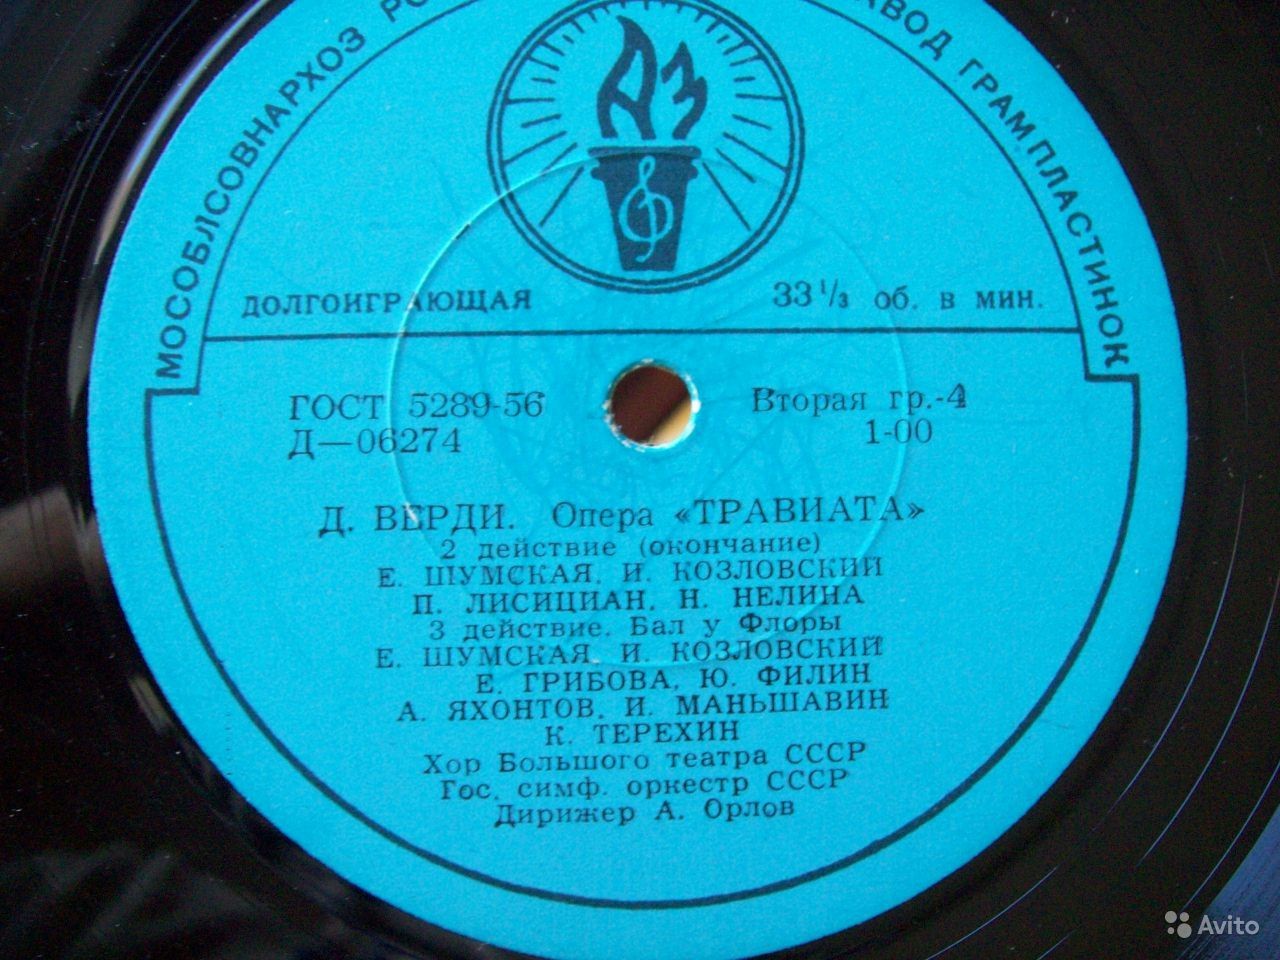 МОСОБЛСОВНАРХОЗ
ЗАВОД ГРАМПЛАСТИНОК
АЗ
ДОЛГОИГРАЮЩАЯ 33 1/3 об. в мин.
ГОСТ 5289-56 Вторая гр.-4
Д—06274 1-00
Д. ВЕРДИ. Опера «ТРАВИАТА»
2 действие (окончание)
Е. ШУМСКАЯ, И. КОЗЛОВСКИЙ
П. ЛИСИЦИАН, Н. НЕЛИНА
3 действие. Бал у Флоры
Е. ШУМСКАЯ, И. КОЗЛОВСКИЙ
Е. ГРИБОВА, Ю. ФИЛИН
А. ЯХОНТОВ, И. МАНЬШАВИН
К. ТЕРЕХИН
Хор Большого театра СССР
Гос. симф. оркестр СССР
Дирижер А. Орлов
Avito